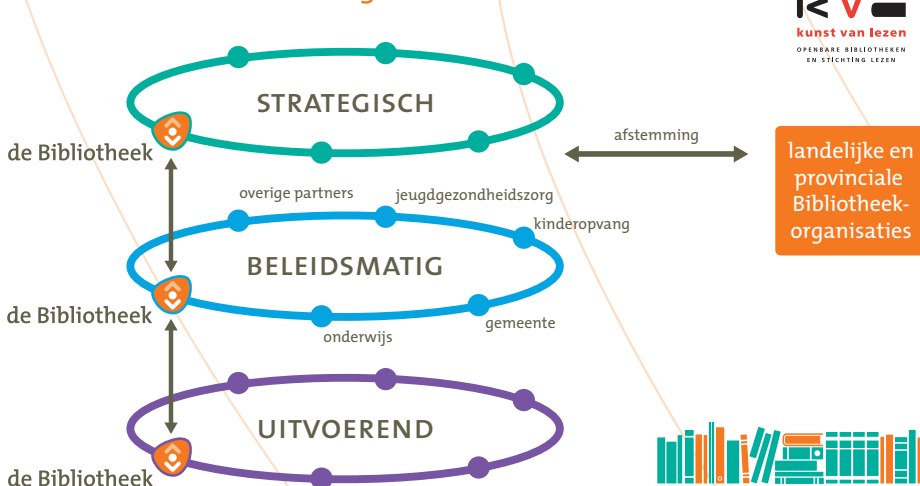 kunst van lezen
OPENBARE BIBLIOTHEKEN
EN STICHTING LEZEN
STRATEGISCH
de Bibliotheek
afstemming
landelijke en
provinciale
Bibliotheek-
organisaties
overige partners
jeugdgezondheidszorg
kinderopvang
BELEIDSMATIG
de Bibliotheek
gemeente
onderwijs
UITVOEREND
de Bibliotheek